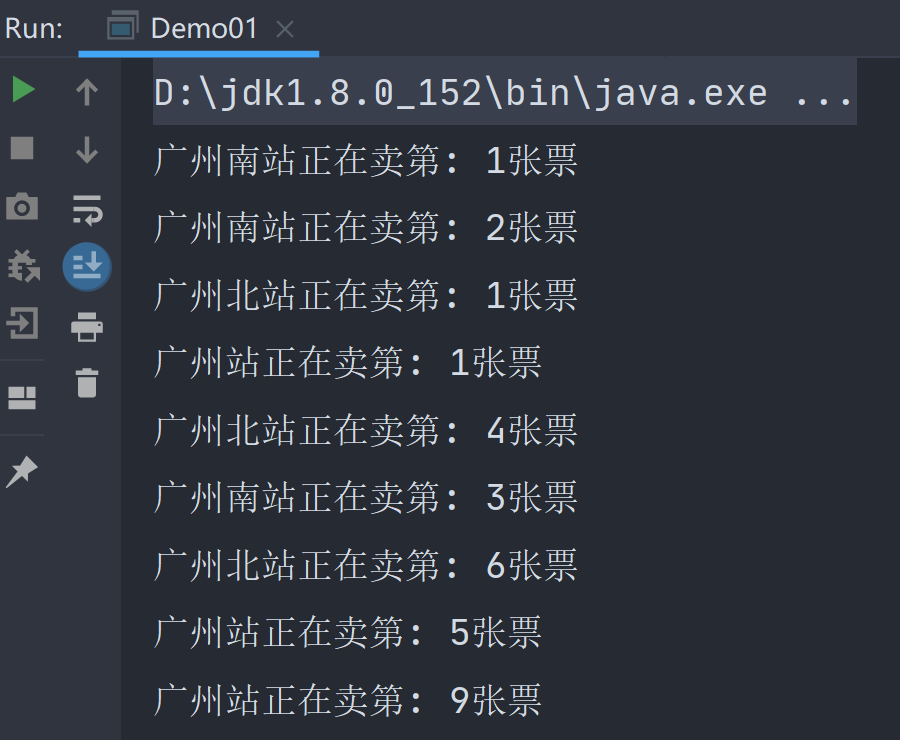 Run: Demo01
D:\jdk1.8.0_152\bin\java.exe ...
广州南站正在卖第: 1张票
广州南站正在卖第: 2张票
广州北站正在卖第: 1张票
广州站正在卖第: 1张票
广州北站正在卖第: 4张票
广州南站正在卖第: 3张票
广州北站正在卖第: 6张票
广州站正在卖第: 5张票
广州站正在卖第: 9张票